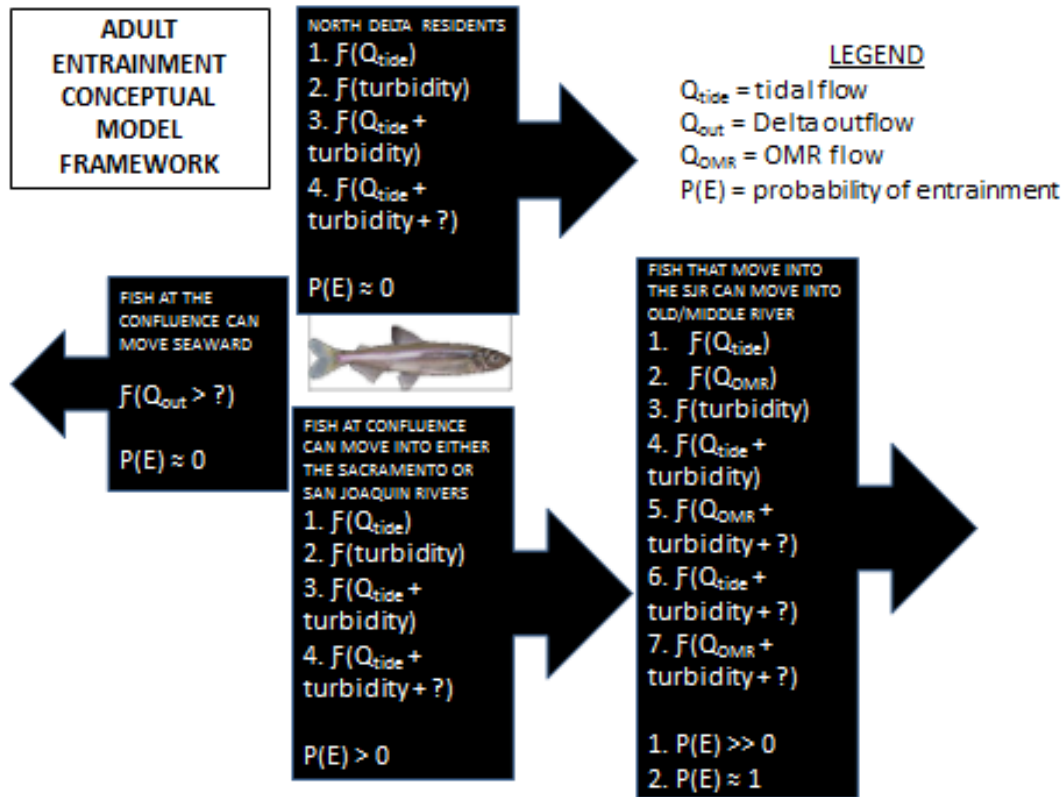 ADULT
ENTRAINMENT
CONCEPTUAL
MODEL
FRAMEWORK
NORTH DELTA RESIDENTS
1. Ƒ(Qtide)
2. Ƒ(turbidity)
3. Ƒ(Qtide +
turbidity)
4. Ƒ(Qtide +
turbidity + ?)
P(E) ≈ 0
LEGEND
Qtide = tidal flow
Qout = Delta outflow
QOMR = OMR flow
P(E) = probability of entrainment
FISH AT THE
CONFLUENCE CAN
MOVE SEAWARD
Ƒ(Qout > ?)
P(E) ≈ 0
FISH AT CONFLUENCE
CAN MOVE INTO EITHER
THE SACRAMENTO OR
SAN JOAQUIN RIVERS
1. Ƒ(Qtide)
2. Ƒ(turbidity)
3. Ƒ(Qtide +
turbidity)
4. Ƒ(Qtide +
turbidity + ?)
P(E) > 0
FISH THAT MOVE INTO
THE SJR CAN MOVE INTO
OLD/MIDDLE RIVER
1. Ƒ(Qtide)
2. Ƒ(QOMR)
3. Ƒ(turbidity)
4. Ƒ(Qtide +
turbidity)
5. Ƒ(QOMR +
turbidity + ?)
6. Ƒ(Qtide +
turbidity + ?)
7. Ƒ(QOMR +
turbidity + ?)
1. P(E) >> 0
2. P(E) ≈ 1